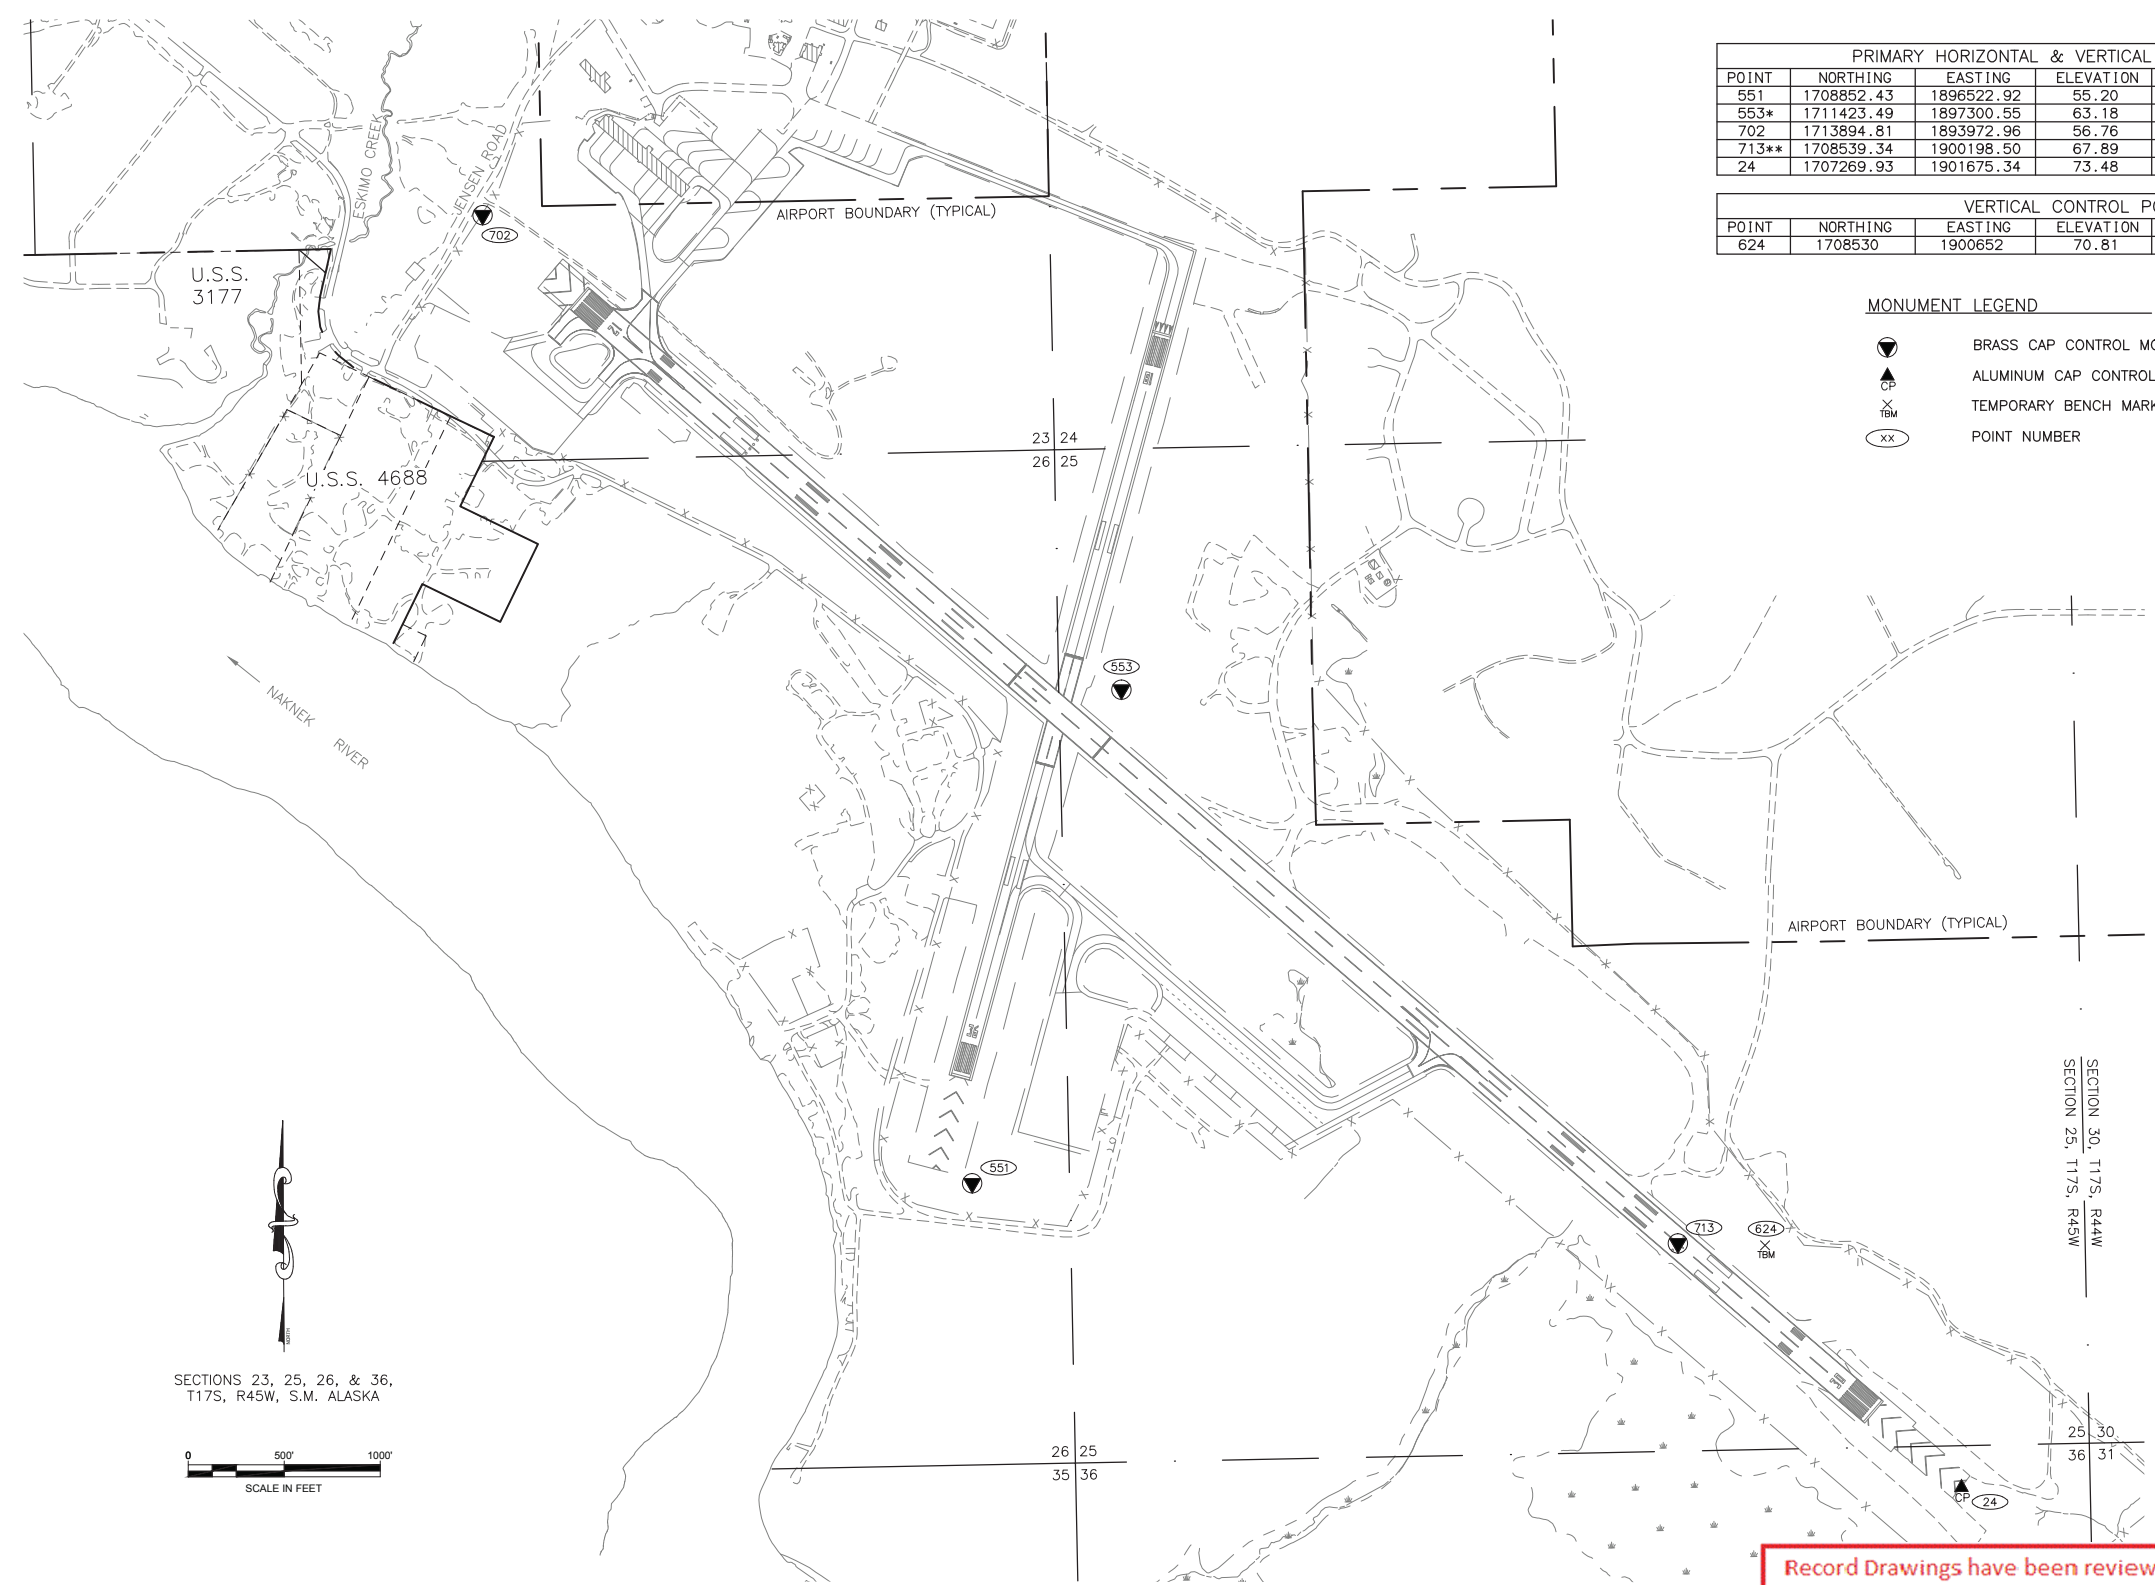 PRIMARY HORIZONTAL & VERTICAL
POINT NORTHING EASTING ELEVATION
551 1708852.43 1896522.92 55.20
553* 1711423.49 1897300.55 63.18
702 1713894.81 1893972.96 56.76
713** 1708539.34 1900198.50 67.89
24 1707269.93 1901675.34 73.48
VERTICAL CONTROL
POINT NORTHING EASTING ELEVATION
624 1708530 1900652 70.81
MONUMENT LEGEND
BRASS CAP CONTROL
CP ALUMINUM CAP CONTROL
TBM TEMPORARY BENCH MARK
XX POINT NUMBER
ESKIMO CREEK
JENSEN ROAD
702
AIRPORT BOUNDARY (TYPICAL)
U.S.S.
3177
12
23 24
26 25
U.S.S. 4688
553
NAKNEK
RIVER
AIRPORT BOUNDARY (TYPICAL)
SECTION 30, T17S, R44W
SECTION 25, T17S, R45W
551
713
624
TBM
30
NORTH
SECTIONS 23, 25, 26, & 36,
T17S, R45W, S.M. ALASKA
0 500' 1000'
SCALE IN FEET
26 25
35 36
25 30
36 31
CP
24
Record Drawings have been review